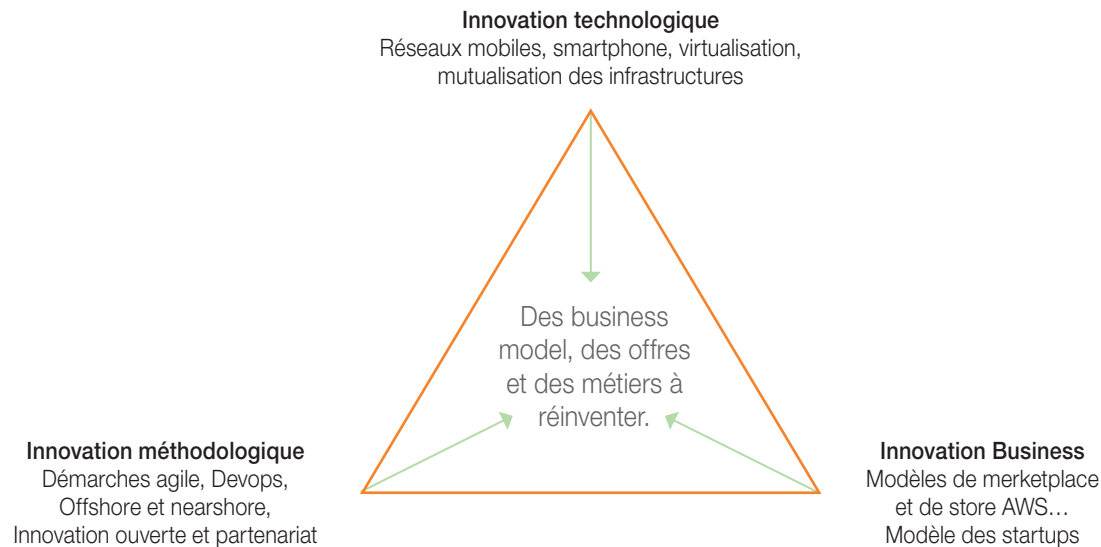 Innovation technologique
Réseaux mobiles, smartphone, virtualisation,
mutualisation des infrastructures
Des business
model, des offres
et des métiers à
réinventer.
Innovation méthodologique
Démarches agile, Devops,
Offshore et nearshore,
Innovation ouverte et partenariat
Innovation Business
Modèles de merketplace
et de store AWS...
Modèle des startups